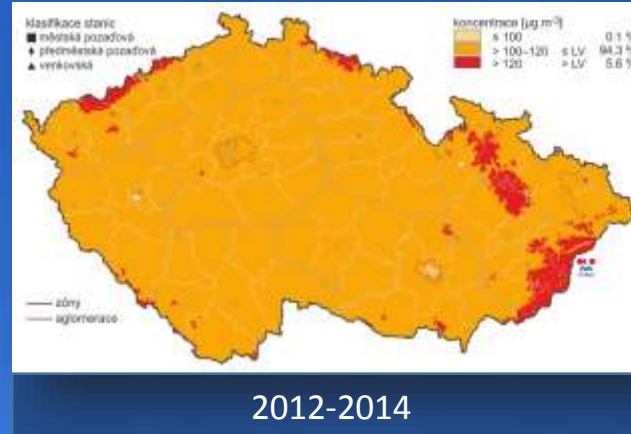 klasifikace stanic
městská pozaďová
předměstská pozaďová
venkovská
koncentrace [µg.m⁻³]
≤ 100 0.1 %
> 100–120 ≤ LV 94.3 %
> 120 > LV 5.6 %
zóny
aglomerace
2012-2014